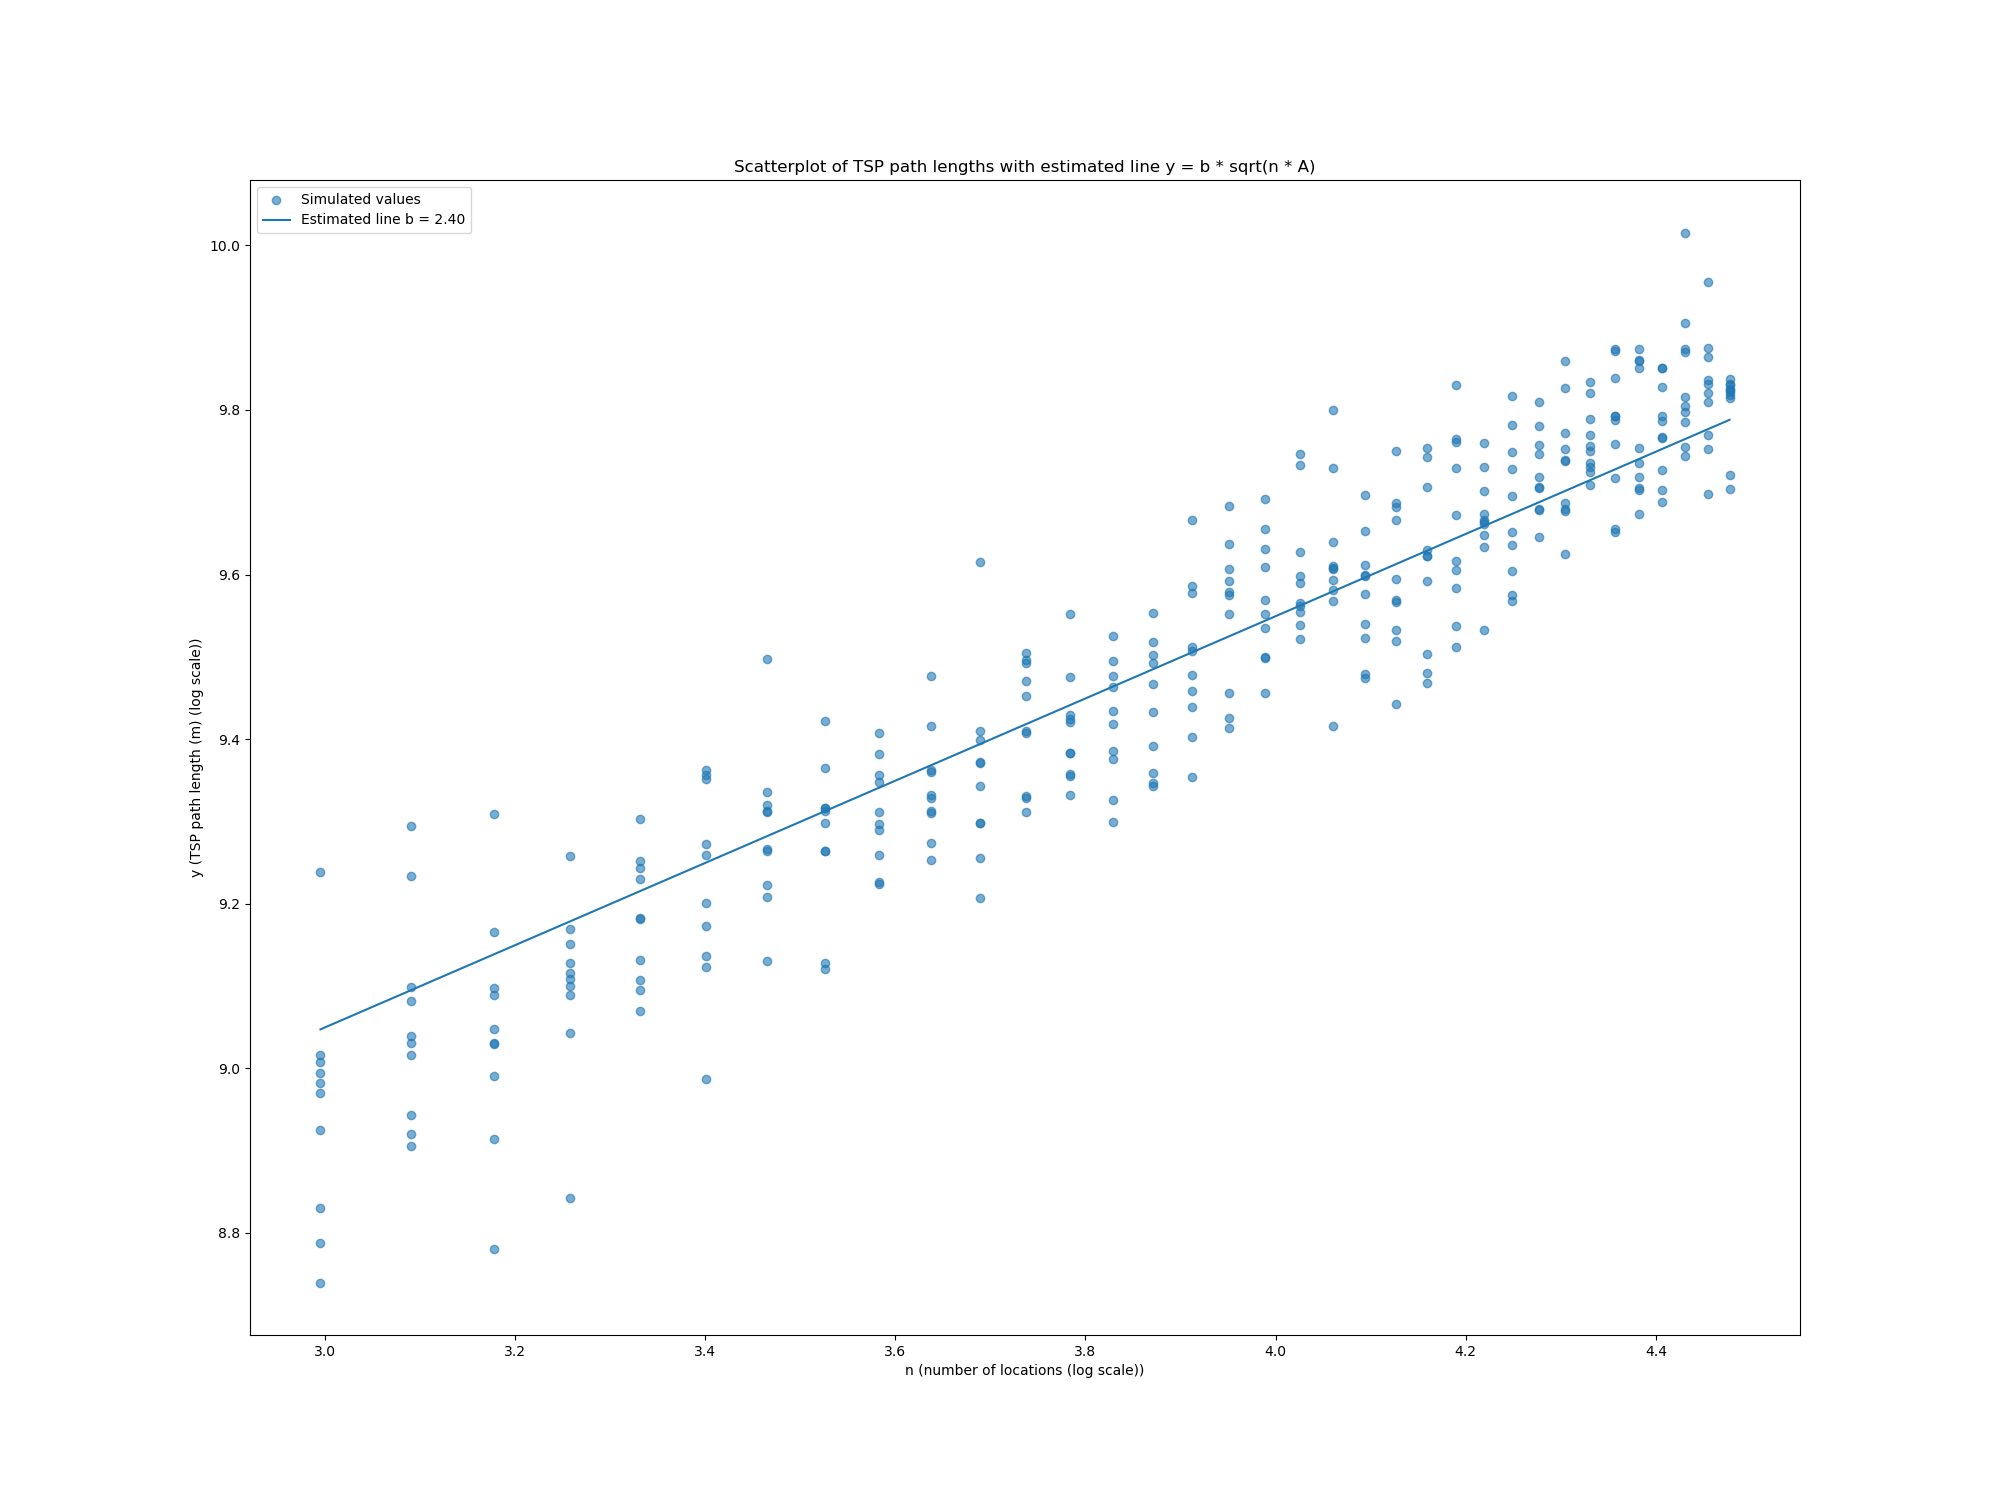 Scatterplot of TSP path lengths with estimated line y = b * sqrt(n * A)
Simulated values
Estimated line b = 2.40
10.0
9.8
9.6
9.4
9.2
9.0
8.8
y (TSP path length (m) (log scale))
3.0 3.2 3.4 3.6 3.8 4.0 4.2 4.4
n (number of locations (log scale))